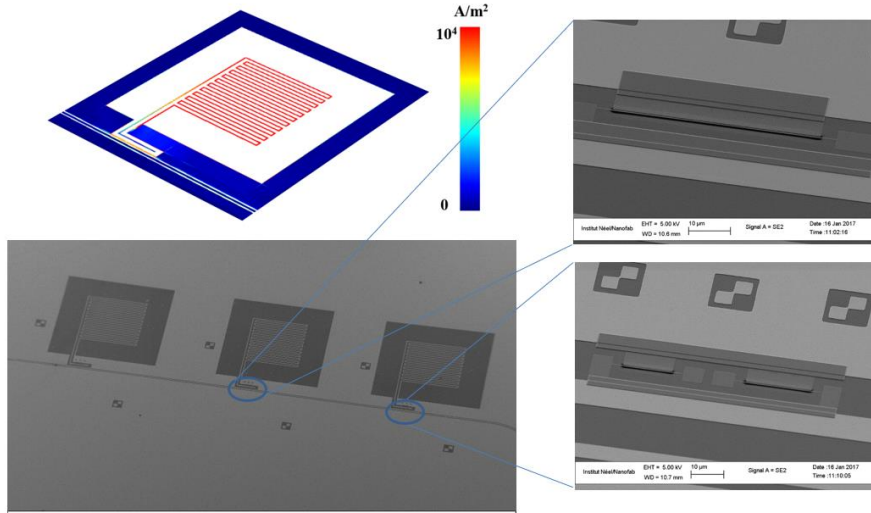 A/m²
10⁴
0
Institut Néel/Nanofab
EHT = 5.00 kV
WD = 10.6 mm
10 µm
Signal A = SE2
Date :16 Jan 2017
Time :11:02:16
Institut Néel/Nanofab
EHT = 5.00 kV
WD = 10.7 mm
10 µm
Signal A = SE2
Date :16 Jan 2017
Time :11:10:05